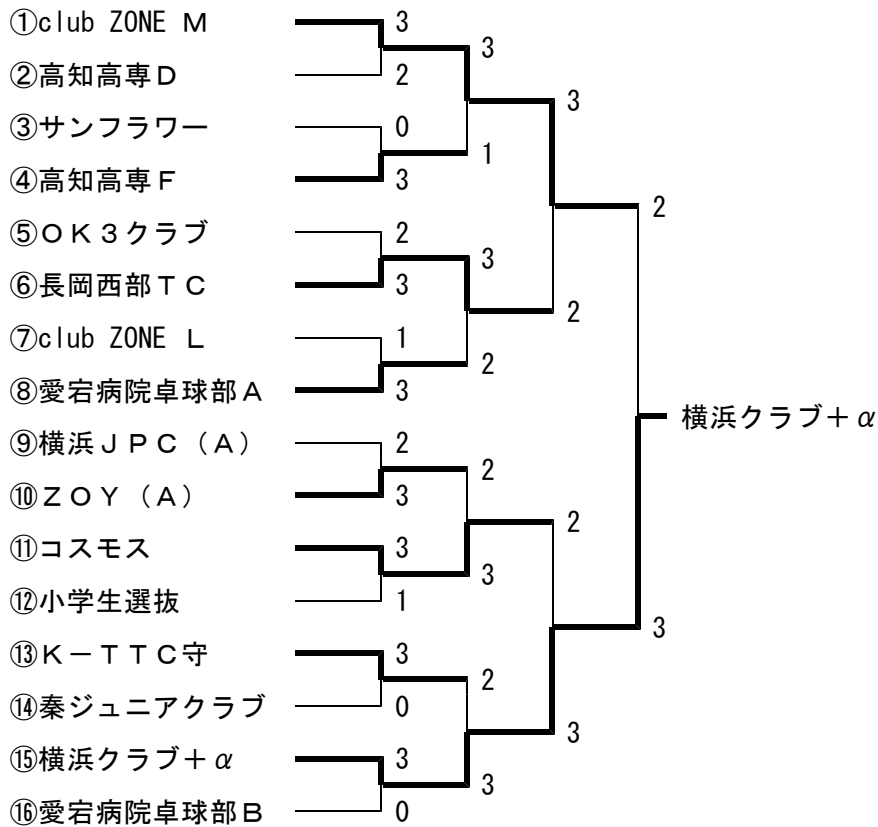 ①club ZONE M 3
3
②高知高専D 2
3
③サンフラワー 0
1
④高知高専F 3
2
⑤OK3クラブ 2
3
⑥長岡西部TC 3
2
⑦club ZONE L 1
2
⑧愛宕病院卓球部A 3
横浜クラブ+α
⑨横浜JPC(A) 2
2
⑩ZOY(A) 3
2
⑪コスモス 3
3
⑫小学生選抜 1
3
⑬K-TTC守 3
2
⑭秦ジュニアクラブ 0
3
⑮横浜クラブ+α 3
3
⑯愛宕病院卓球部B 0